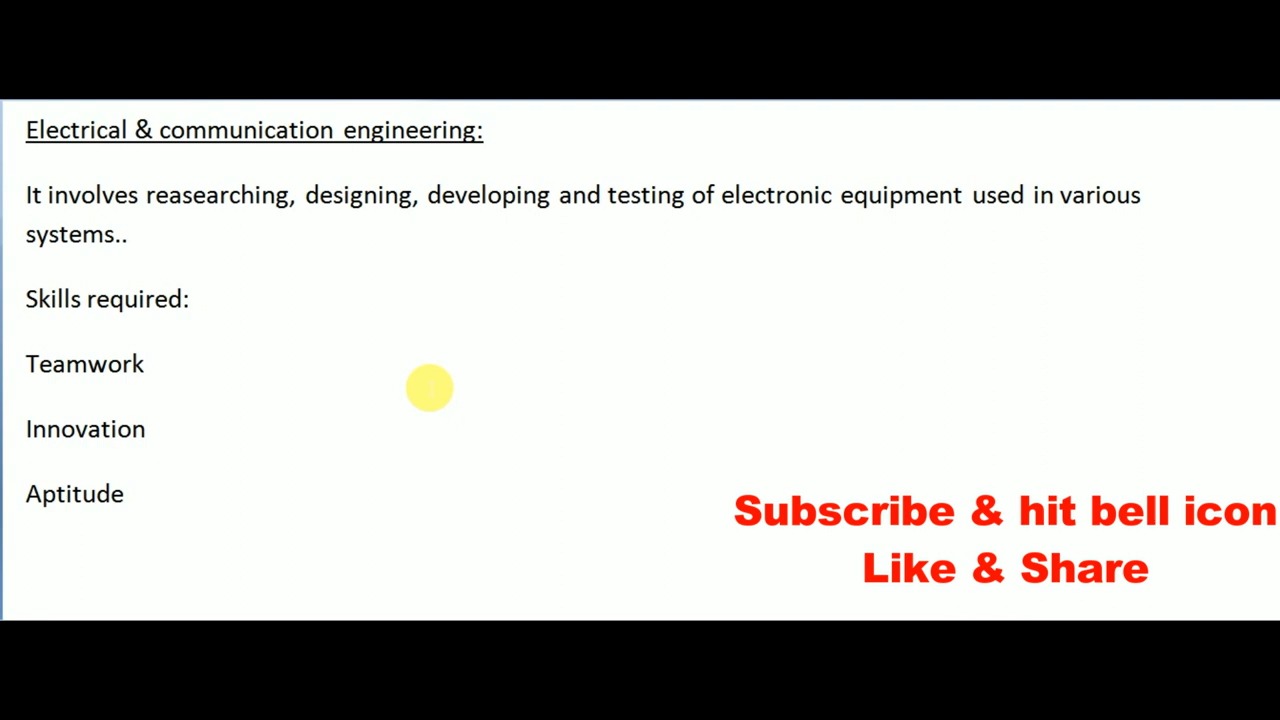 Electrical & communication engineering:
It involves reasearching, designing, developing and testing of electronic equipment used in various
systems..
Skills required:
Teamwork
Innovation
Aptitude
Subscribe & hit bell icon
Like & Share